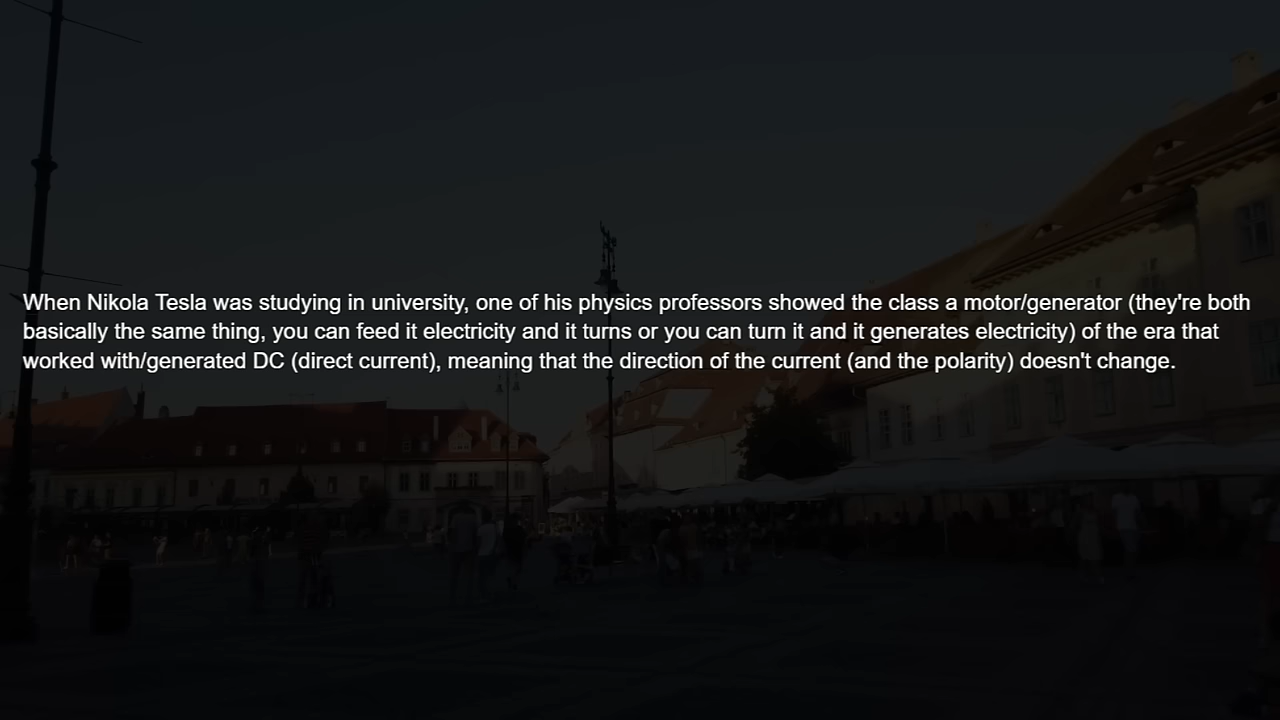 When Nikola Tesla was studying in university, one of his physics professors showed the class a motor/generator (they're both
basically the same thing, you can feed it electricity and it turns or you can turn it and it generates electricity) of the era that
worked with/generated DC (direct current), meaning that the direction of the current (and the polarity) doesn't change.